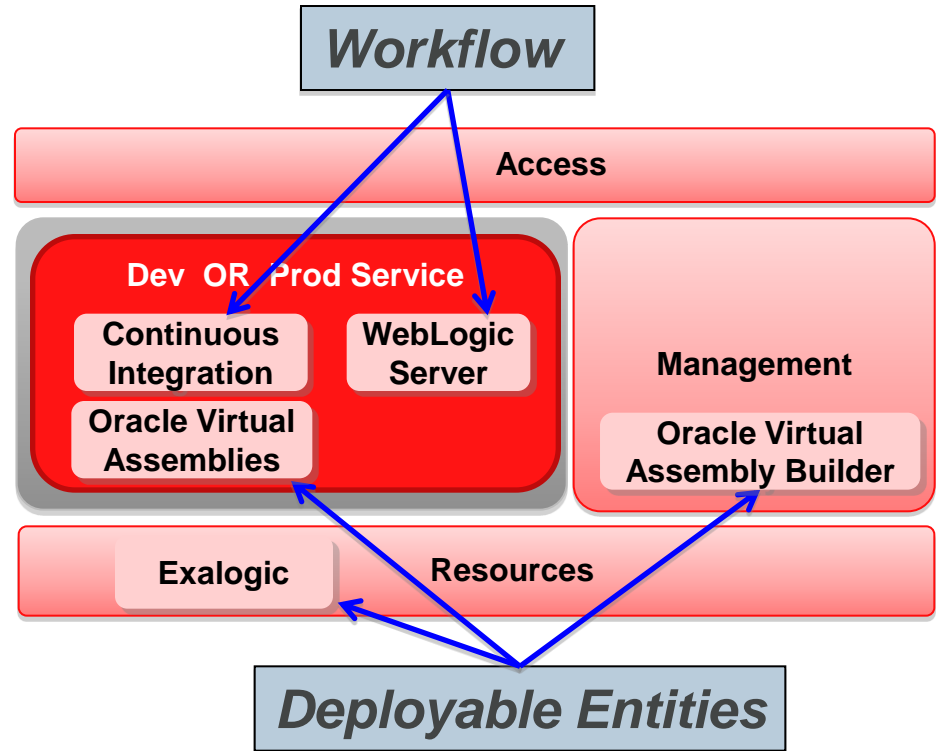 Workflow
Access
Dev OR Prod Service
Continuous
Integration
WebLogic
Server
Oracle Virtual
Assemblies
Management
Oracle Virtual
Assembly Builder
Exalogic
Resources
Deployable Entities